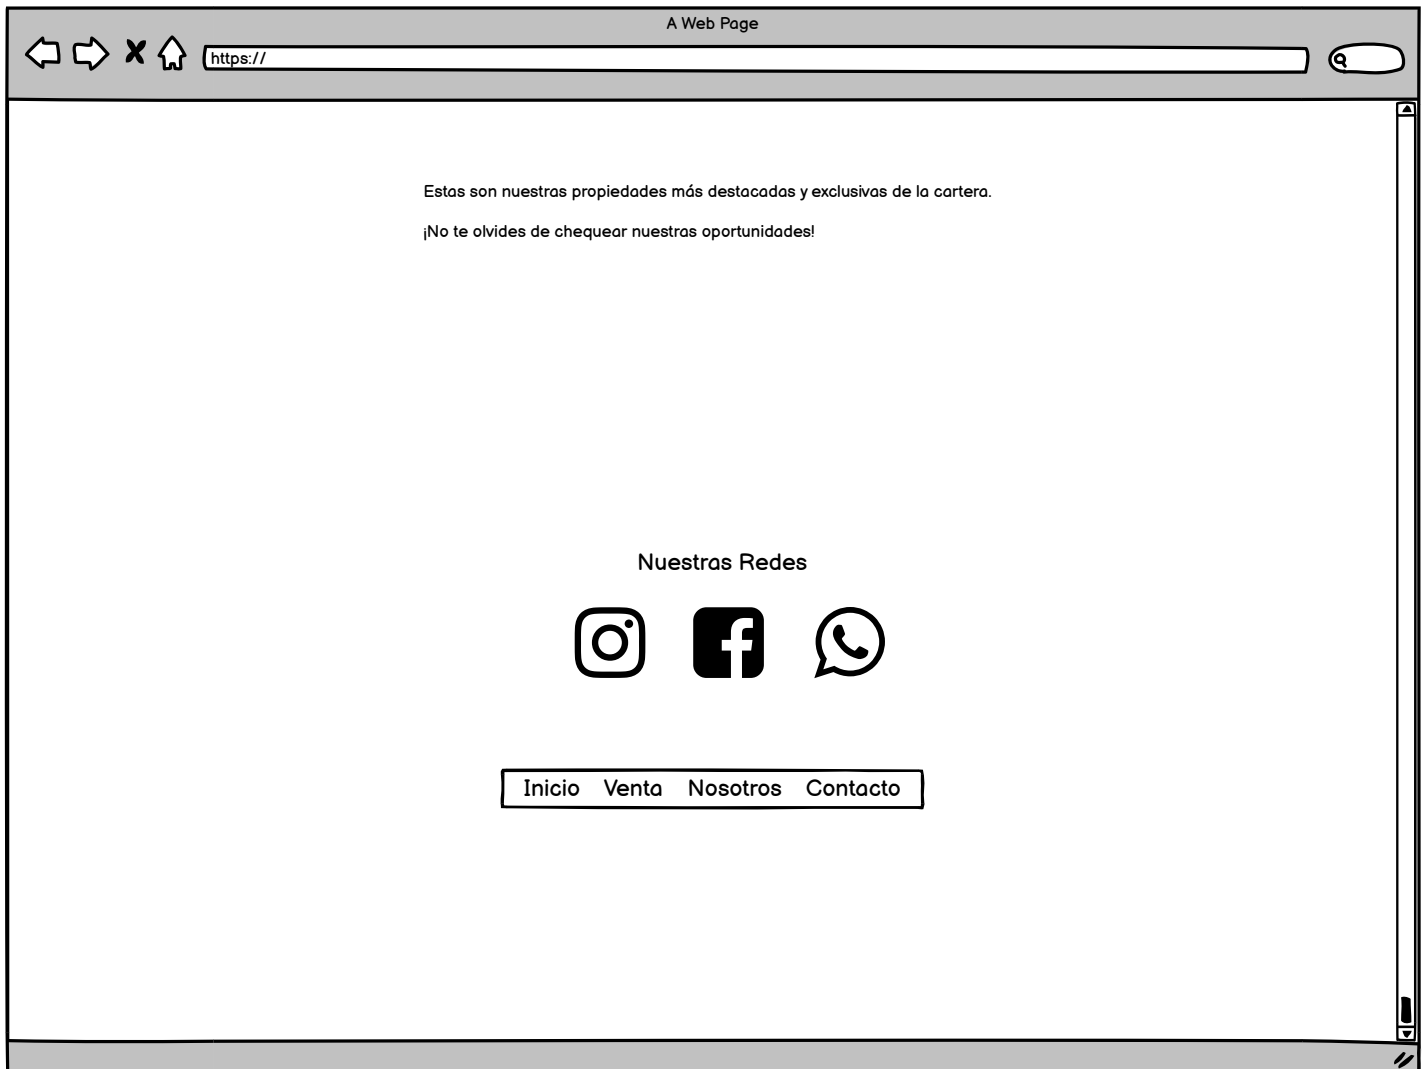 A Web Page
https://
Estas son nuestras propiedades más destacadas y exclusivas de la cartera.
¡No te olvides de chequear nuestras oportunidades!
Nuestras Redes
Inicio Venta Nosotros Contacto